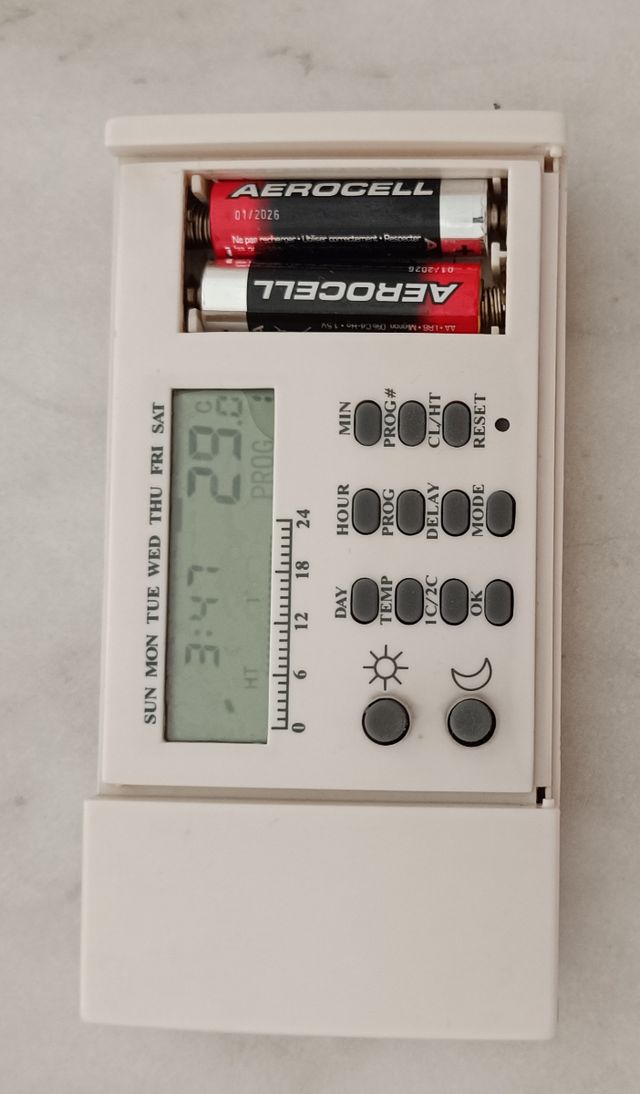 AEROCELL
01/2026
Ne pas recharger • Utiliser correctement • Respecter
01/2026
AEROCELL
SUN MON TUE WED THU FRI SAT
3:47 29.0 C
HT PROG 1
0 6 12 18 24
MIN PROG# CL/HT RESET
HOUR PROG DELAY MODE
DAY TEMP 1C/2C OK